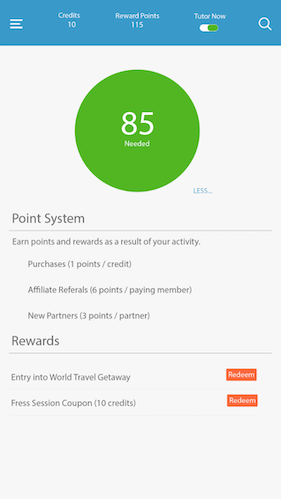 Credits
10
Reward Points
115
Tutor Now
85
Needed
LESS...
Point System
Earn points and rewards as a result of your activity.
Purchases (1 points / credit)
Affiliate Referals (6 points / paying member)
New Partners (3 points / partner)
Rewards
Entry into World Travel Getaway
Redeem
Fress Session Coupon (10 credits)
Redeem